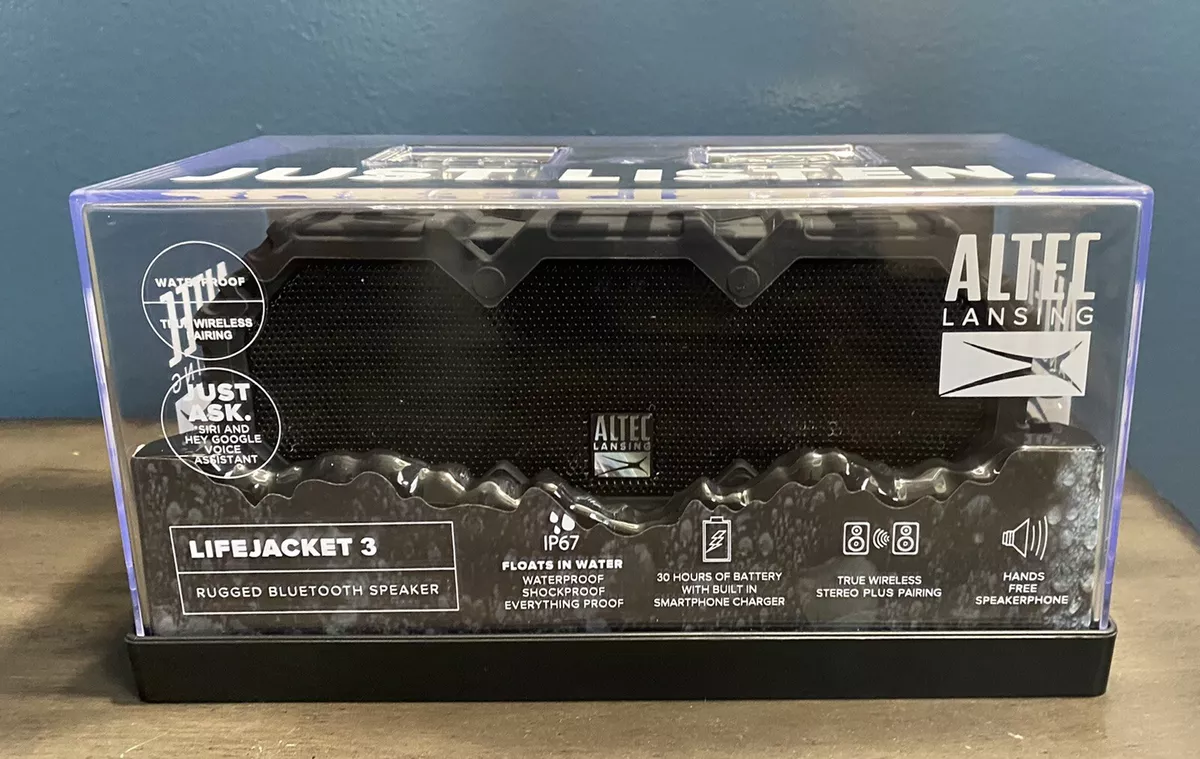 JUST LISTEN.
WATERPROOF
TRUE WIRELESS
PAIRING
JUST
ASK.
*SIRI AND
HEY GOOGLE
VOICE
ASSISTANT
ALTEC
LANSING
ALTEC
LANSING
LIFEJACKET 3
RUGGED BLUETOOTH SPEAKER
IP67
FLOATS IN WATER
WATERPROOF
SHOCKPROOF
EVERYTHING PROOF
30 HOURS OF BATTERY
WITH BUILT IN
SMARTPHONE CHARGER
TRUE WIRELESS
STEREO PLUS PAIRING
HANDS
FREE
SPEAKERPHONE